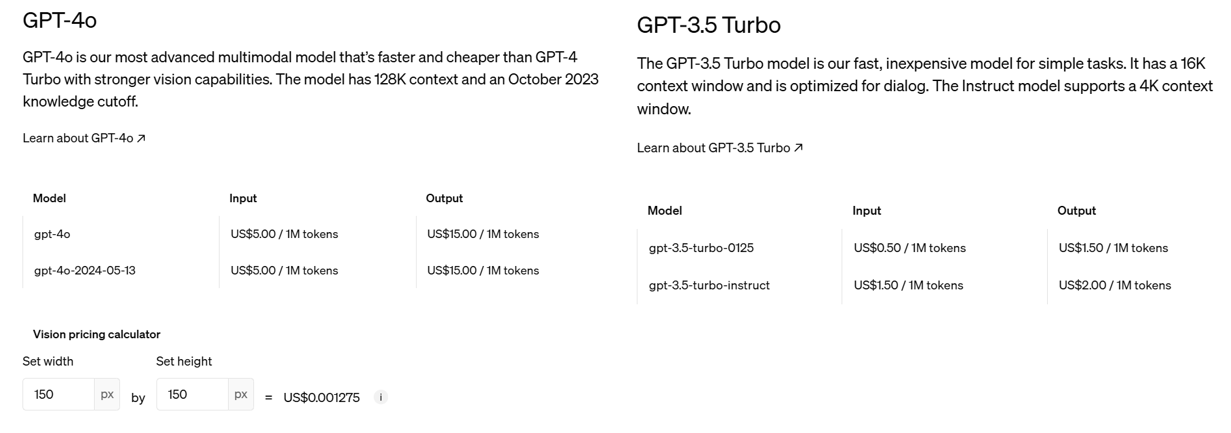 GPT-4o
GPT-4o is our most advanced multimodal model that's faster and cheaper than GPT-4
Turbo with stronger vision capabilities. The model has 128K context and an October 2023
knowledge cutoff.
Learn about GPT-4o ↗
Model Input Output
gpt-4o US$5.00 / 1M tokens US$15.00 / 1M tokens
gpt-4o-2024-05-13 US$5.00 / 1M tokens US$15.00 / 1M tokens
Vision pricing calculator
Set width Set height
150 px by 150 px = US$0.001275 i
GPT-3.5 Turbo
The GPT-3.5 Turbo model is our fast, inexpensive model for simple tasks. It has a 16K
context window and is optimized for dialog. The Instruct model supports a 4K context
window.
Learn about GPT-3.5 Turbo ↗
Model Input Output
gpt-3.5-turbo-0125 US$0.50 / 1M tokens US$1.50 / 1M tokens
gpt-3.5-turbo-instruct US$1.50 / 1M tokens US$2.00 / 1M tokens